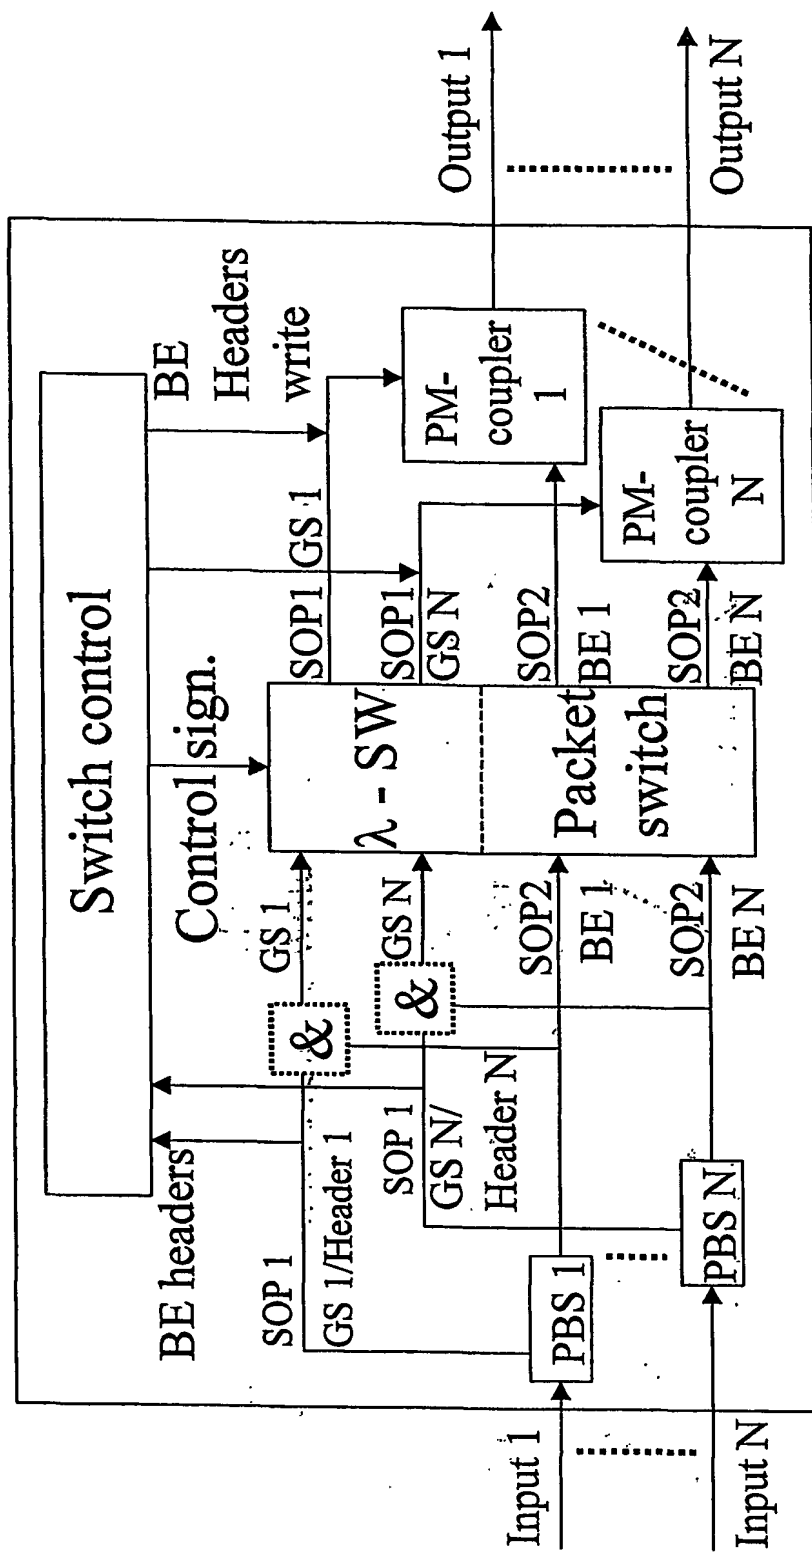 Switch control
BE headers
Control sign.
BE
Headers
write
SOP 1
GS 1/Header 1
SOP 1
GS N/
Header N
&
&
GS 1
GS N
λ - SW
Packet
switch
SOP1
GS 1
SOP1
GS N
SOP2
BE 1
SOP2
BE N
SOP2
BE 1
SOP2
BE N
PM-
coupler
1
PM-
coupler
N
PBS 1
PBS N
Input 1
Input N
Output 1
Output N